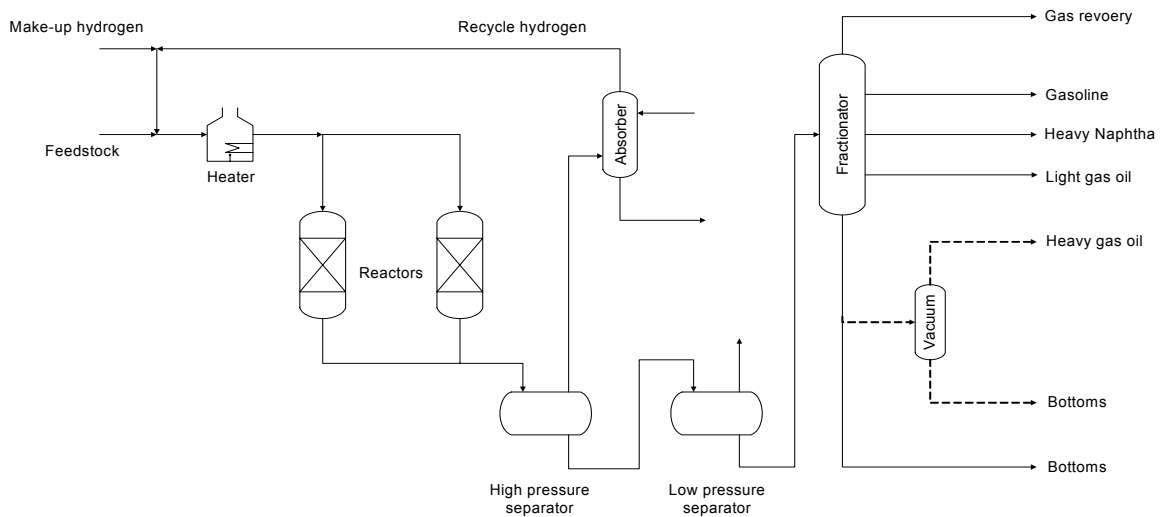 Make-up hydrogen
Recycle hydrogen
Gas revoery
Gasoline
Heavy Naphtha
Light gas oil
Feedstock
Heater
Absorber
Fractionator
Reactors
Heavy gas oil
Vacuum
Bottoms
Bottoms
High pressure
separator
Low pressure
separator